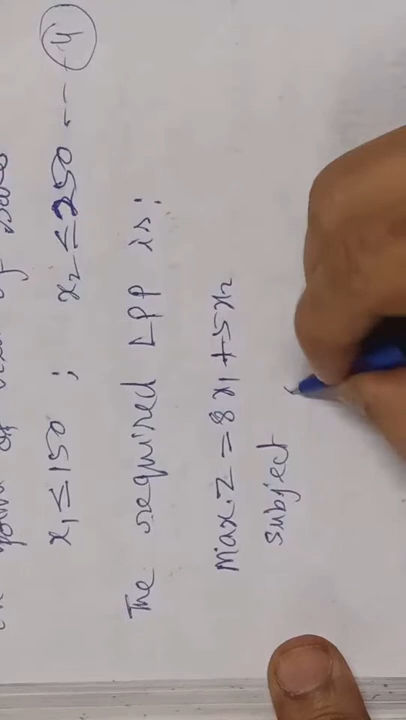 x₁ ≤ 150 ; x₂ ≤ 250 --- 4
The required LPP is:
Max. Z = 8x₁ + 5x₂
subject